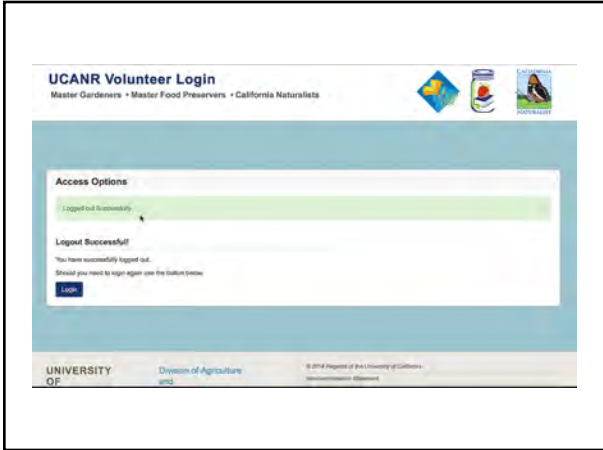 UCANR Volunteer Login
Master Gardeners • Master Food Preservers • California Naturalists
CALIFORNIA
NATURALIST
Access Options
Logged out Successfully
Logout Successful!
You have successfully logged out.
Should you need to login again use the button below.
Login
UNIVERSITY
OF
Division of Agriculture
and
© 2014 Regents of the University of California
Nondiscrimination Statement